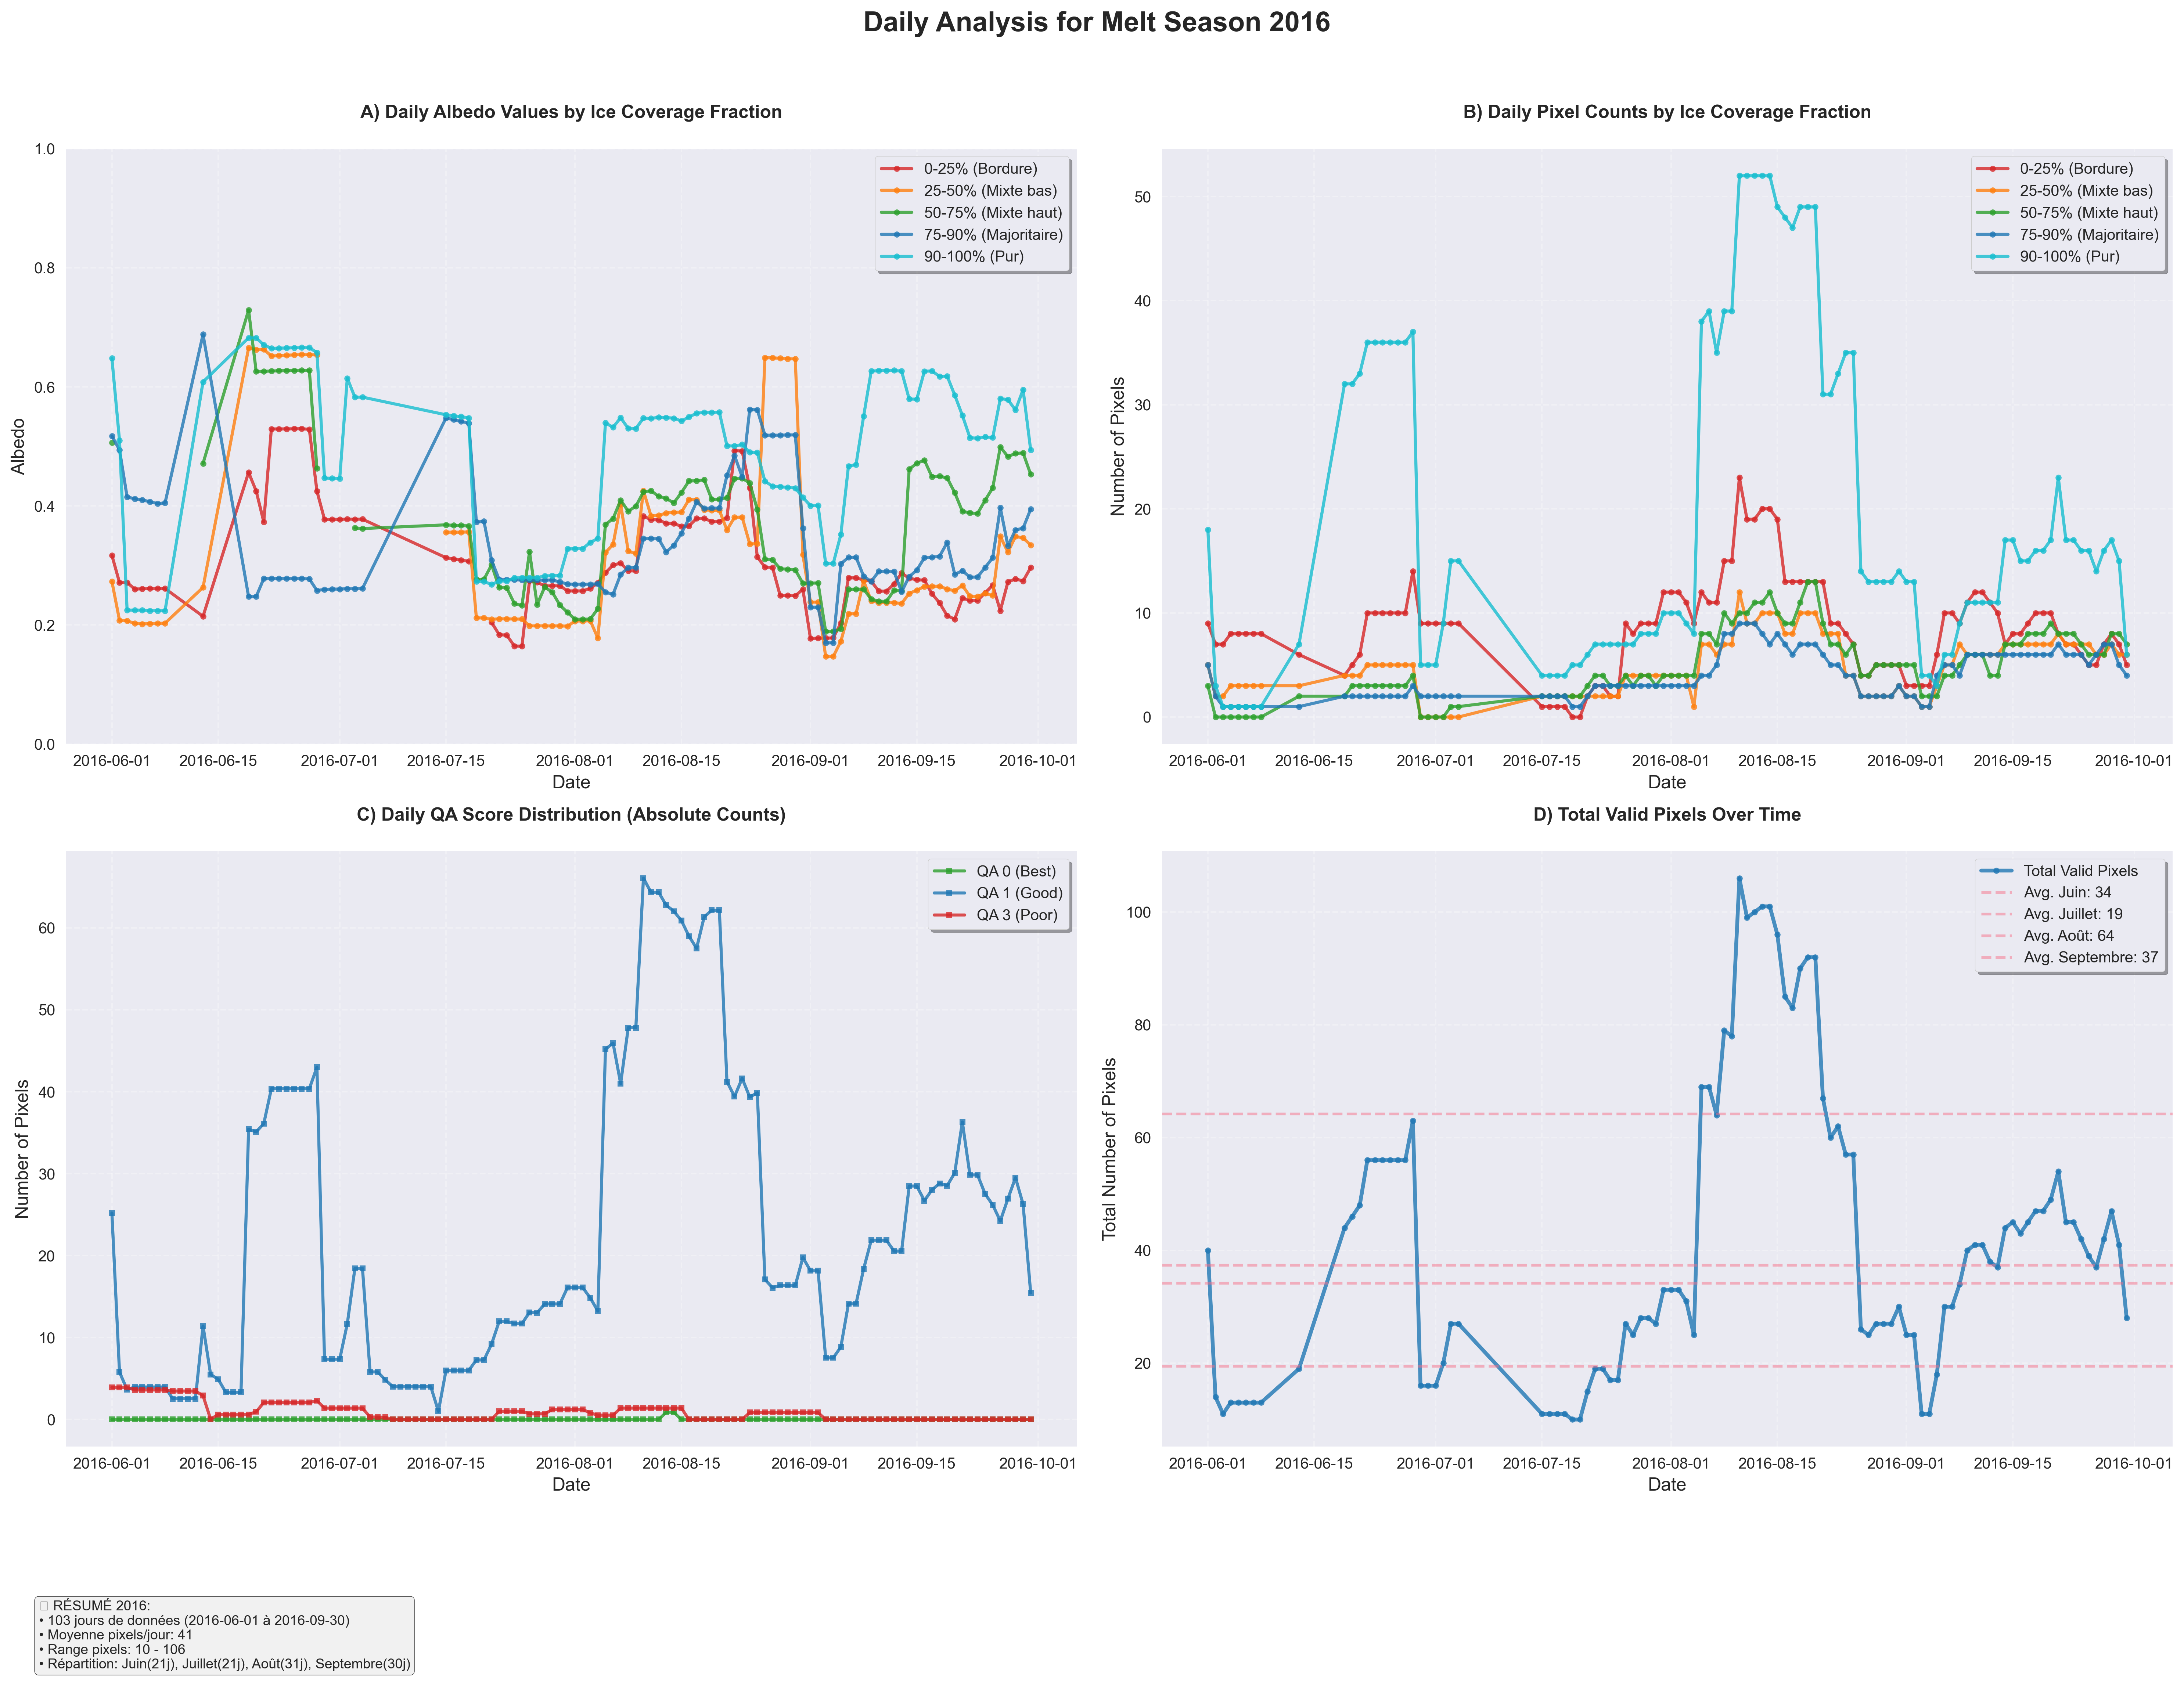 Daily Analysis for Melt Season 2016
A) Daily Albedo Values by Ice Coverage Fraction
1.0
0.8
0.6
0.4
0.2
0.0
Albedo
0-25% (Bordure)
25-50% (Mixte bas)
50-75% (Mixte haut)
75-90% (Majoritaire)
90-100% (Pur)
2016-06-01 2016-06-15 2016-07-01 2016-07-15 2016-08-01 2016-08-15 2016-09-01 2016-09-15 2016-10-01
Date
B) Daily Pixel Counts by Ice Coverage Fraction
50
40
30
20
10
0
Number of Pixels
0-25% (Bordure)
25-50% (Mixte bas)
50-75% (Mixte haut)
75-90% (Majoritaire)
90-100% (Pur)
2016-06-01 2016-06-15 2016-07-01 2016-07-15 2016-08-01 2016-08-15 2016-09-01 2016-09-15 2016-10-01
Date
C) Daily QA Score Distribution (Absolute Counts)
60
50
40
30
20
10
0
Number of Pixels
QA 0 (Best)
QA 1 (Good)
QA 3 (Poor)
2016-06-01 2016-06-15 2016-07-01 2016-07-15 2016-08-01 2016-08-15 2016-09-01 2016-09-15 2016-10-01
Date
D) Total Valid Pixels Over Time
100
80
60
40
20
Total Number of Pixels
Total Valid Pixels
Avg. Juin: 34
Avg. Juillet: 19
Avg. Août: 64
Avg. Septembre: 37
2016-06-01 2016-06-15 2016-07-01 2016-07-15 2016-08-01 2016-08-15 2016-09-01 2016-09-15 2016-10-01
Date
RÉSUMÉ 2016:
• 103 jours de données (2016-06-01 à 2016-09-30)
• Moyenne pixels/jour: 41
• Range pixels: 10 - 106
• Répartition: Juin(21j), Juillet(21j), Août(31j), Septembre(30j)